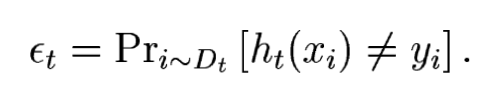 ϵ_t = Pr_{i∼D_t} [h_t(x_i) ≠ y_i] .